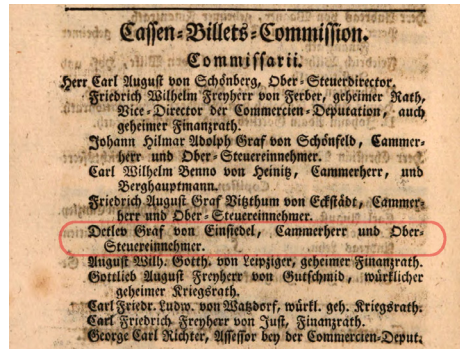 Cassen-Billets-Commission.
Commissarii.
Herr Carl August von Schönberg, Ober-Steuerdirector.
Friedrich Wilhelm Freyherr von Ferber, geheimer Rath,
Vice-Director der Commercien-Deputation, auch
geheimer Finanzrath.
Johann Hilmar Adolph Graf von Schönfeld, Cammer-
herr und Ober-Steuereinnehmer.
Carl Wilhelm Benno von Heinitz, Cammerherr, und
Berghauptmann.
Friedrich August Graf Vitzthum von Eckstädt, Cammer-
herr und Ober-Steuereinnehmer.
Detlev Graf von Einsiedel, Cammerherr und Ober-
Steuereinnehmer.
August Wilh. Gotth. von Leipziger, geheimer Finanzrath.
Gottlieb August Freyherr von Gutschmid, würklicher
geheimer Kriegsrath.
Carl Friedr. Ludw. von Watzdorf, würkl. geh. Kriegsrath.
Carl Friedrich Freyherr von Just, Finanzrath.
George Carl Richter, Assessor bey der Commercien-Deput.